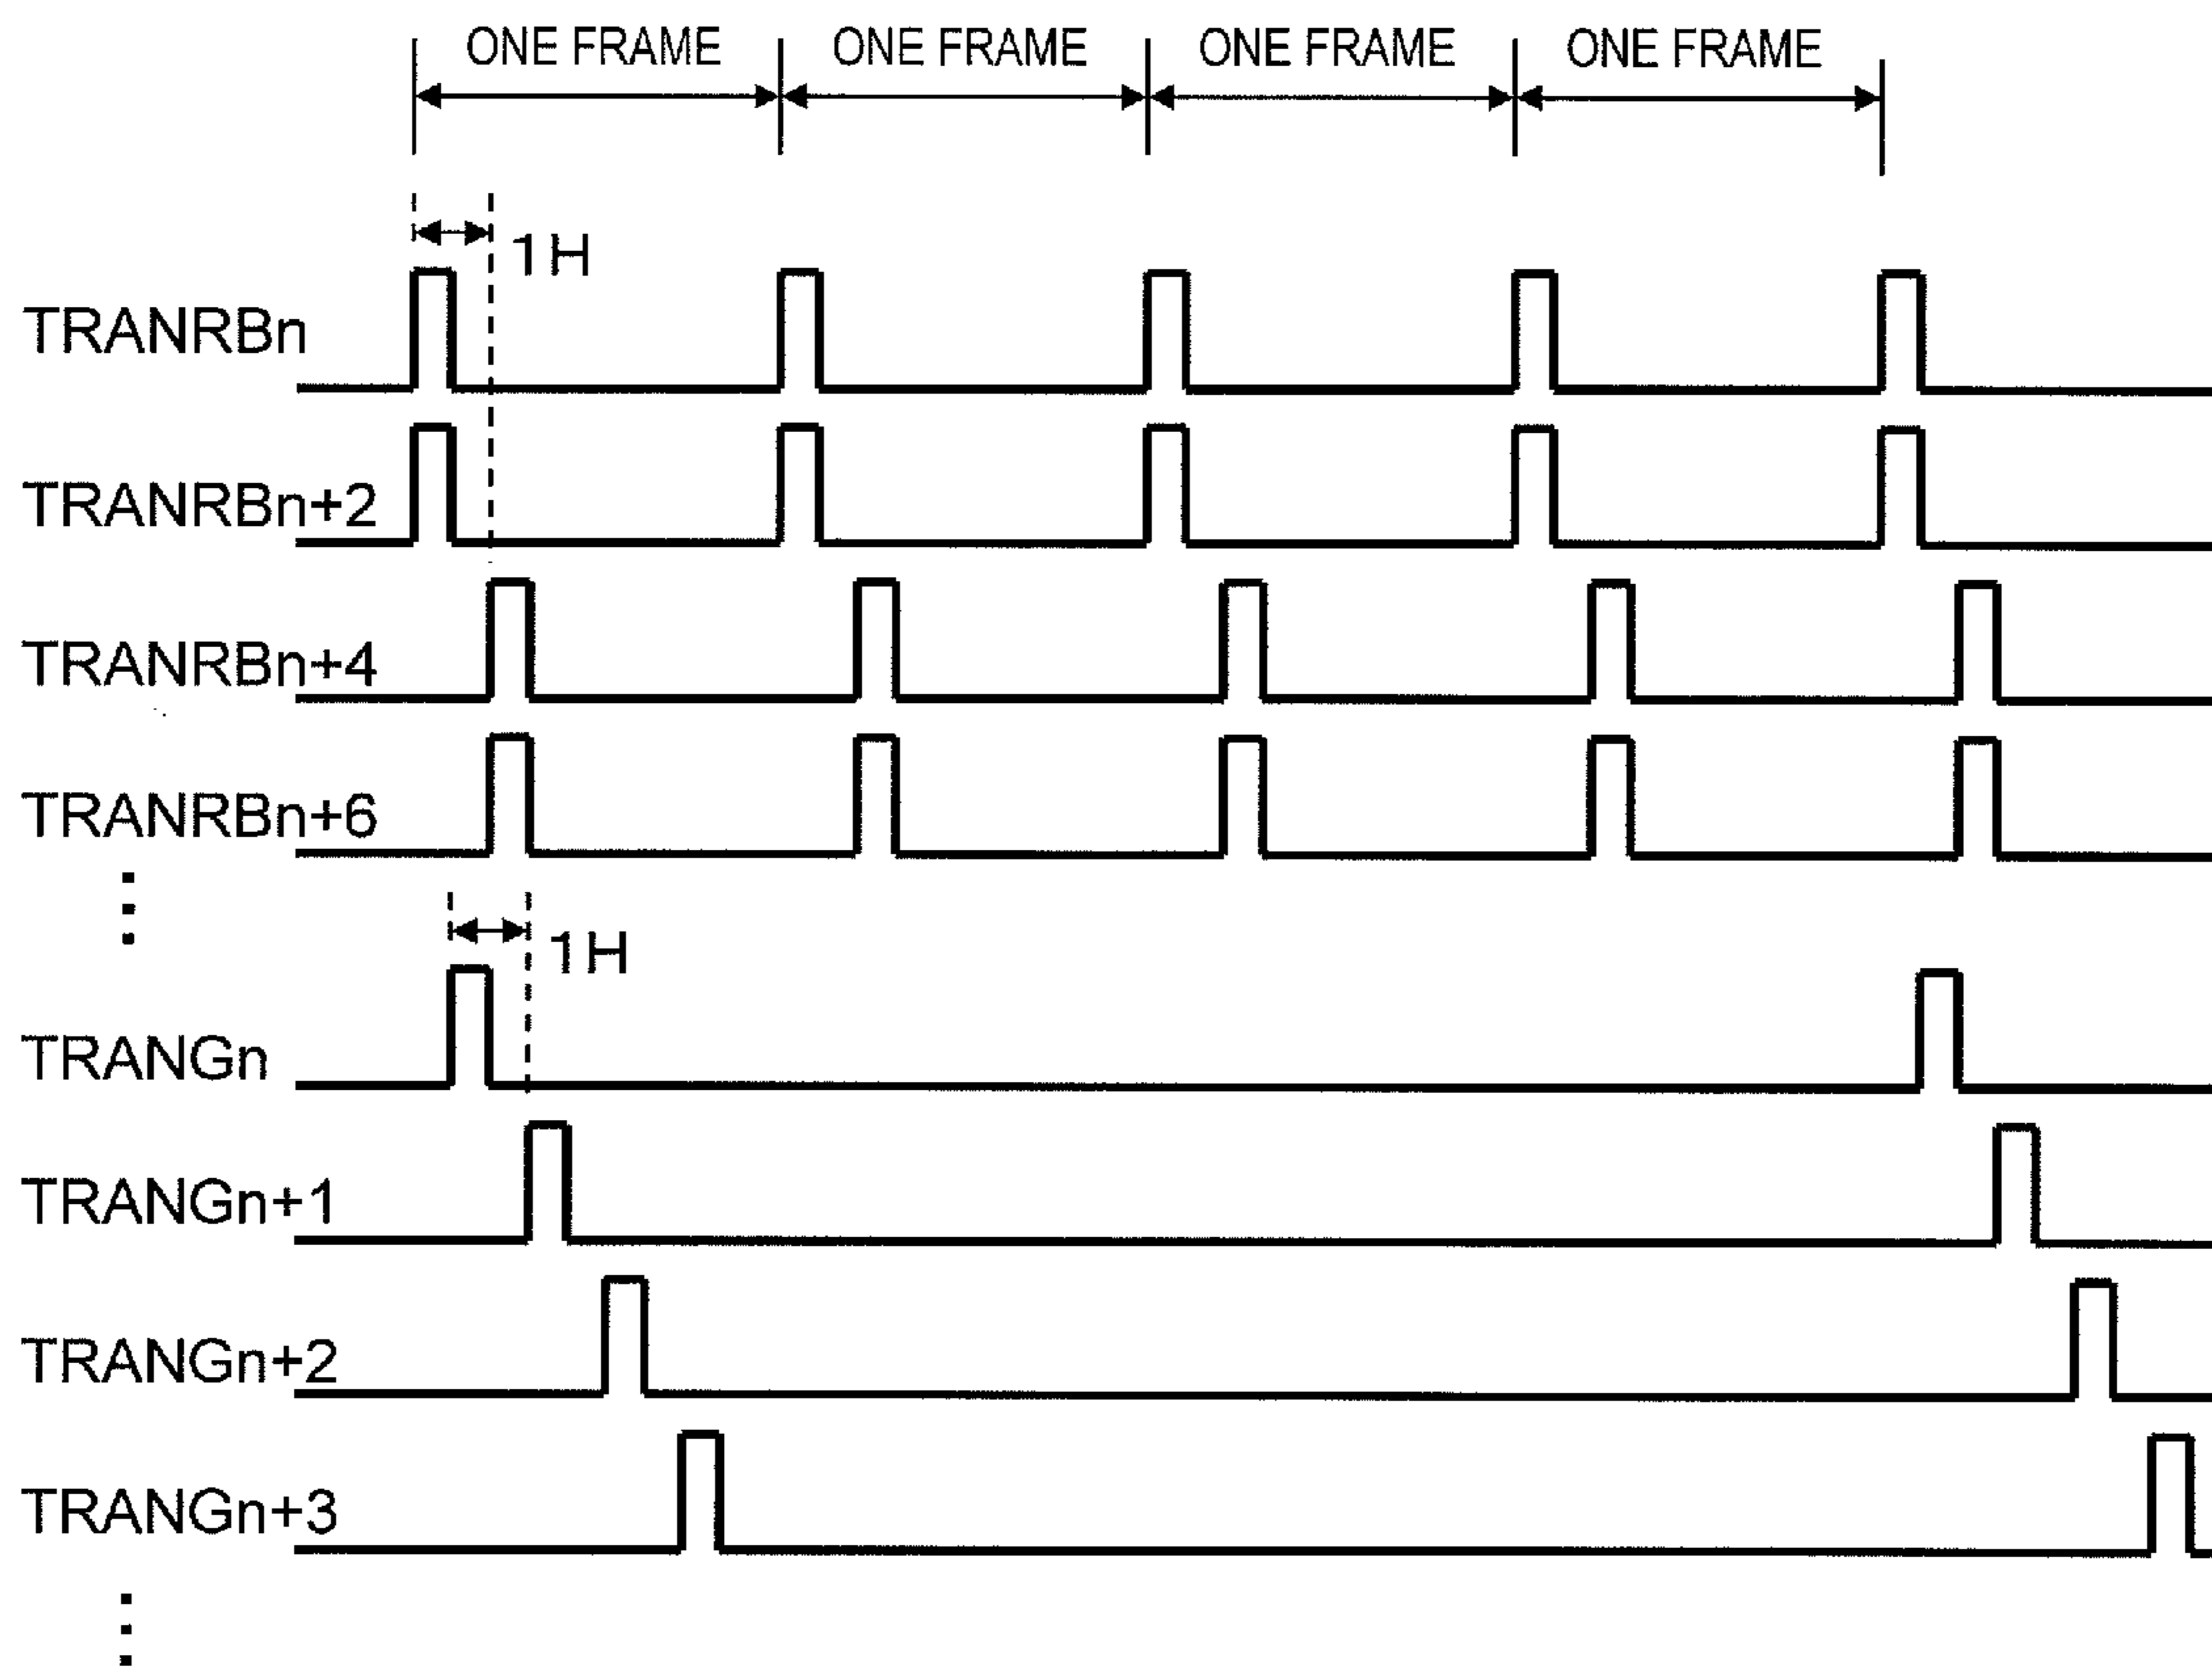 ONE FRAME ONE FRAME ONE FRAME ONE FRAME
1H
TRANRBn
TRANRBn+2
TRANRBn+4
TRANRBn+6
1H
TRANGn
TRANGn+1
TRANGn+2
TRANGn+3